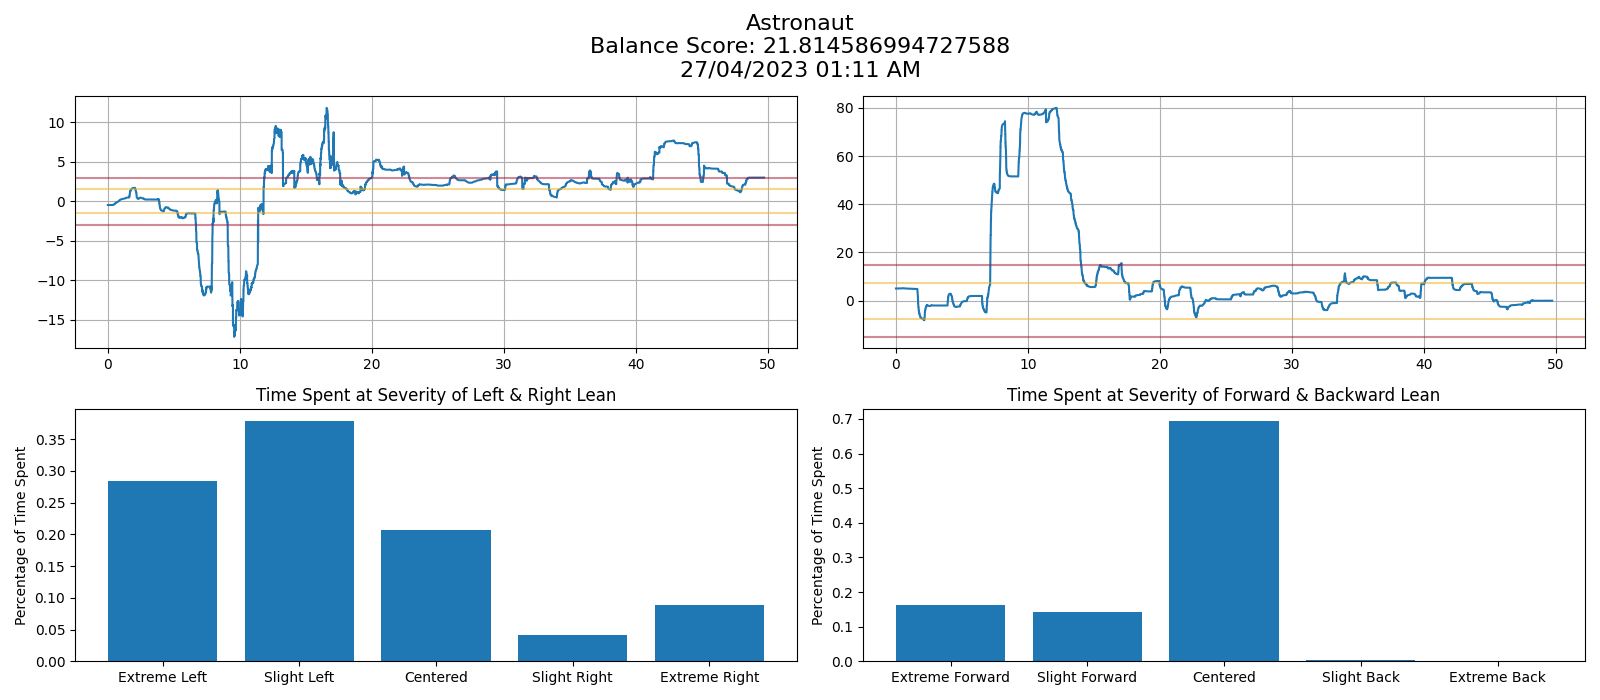 Astronaut
Balance Score: 21.814586994727588
27/04/2023 01:11 AM
10
5
0
−5
−10
−15
0 10 20 30 40 50
80
60
40
20
0
0 10 20 30 40 50
Time Spent at Severity of Left & Right Lean
Percentage of Time Spent
0.35
0.30
0.25
0.20
0.15
0.10
0.05
0.00
Extreme Left Slight Left Centered Slight Right Extreme Right
Time Spent at Severity of Forward & Backward Lean
Percentage of Time Spent
0.7
0.6
0.5
0.4
0.3
0.2
0.1
0.0
Extreme Forward Slight Forward Centered Slight Back Extreme Back